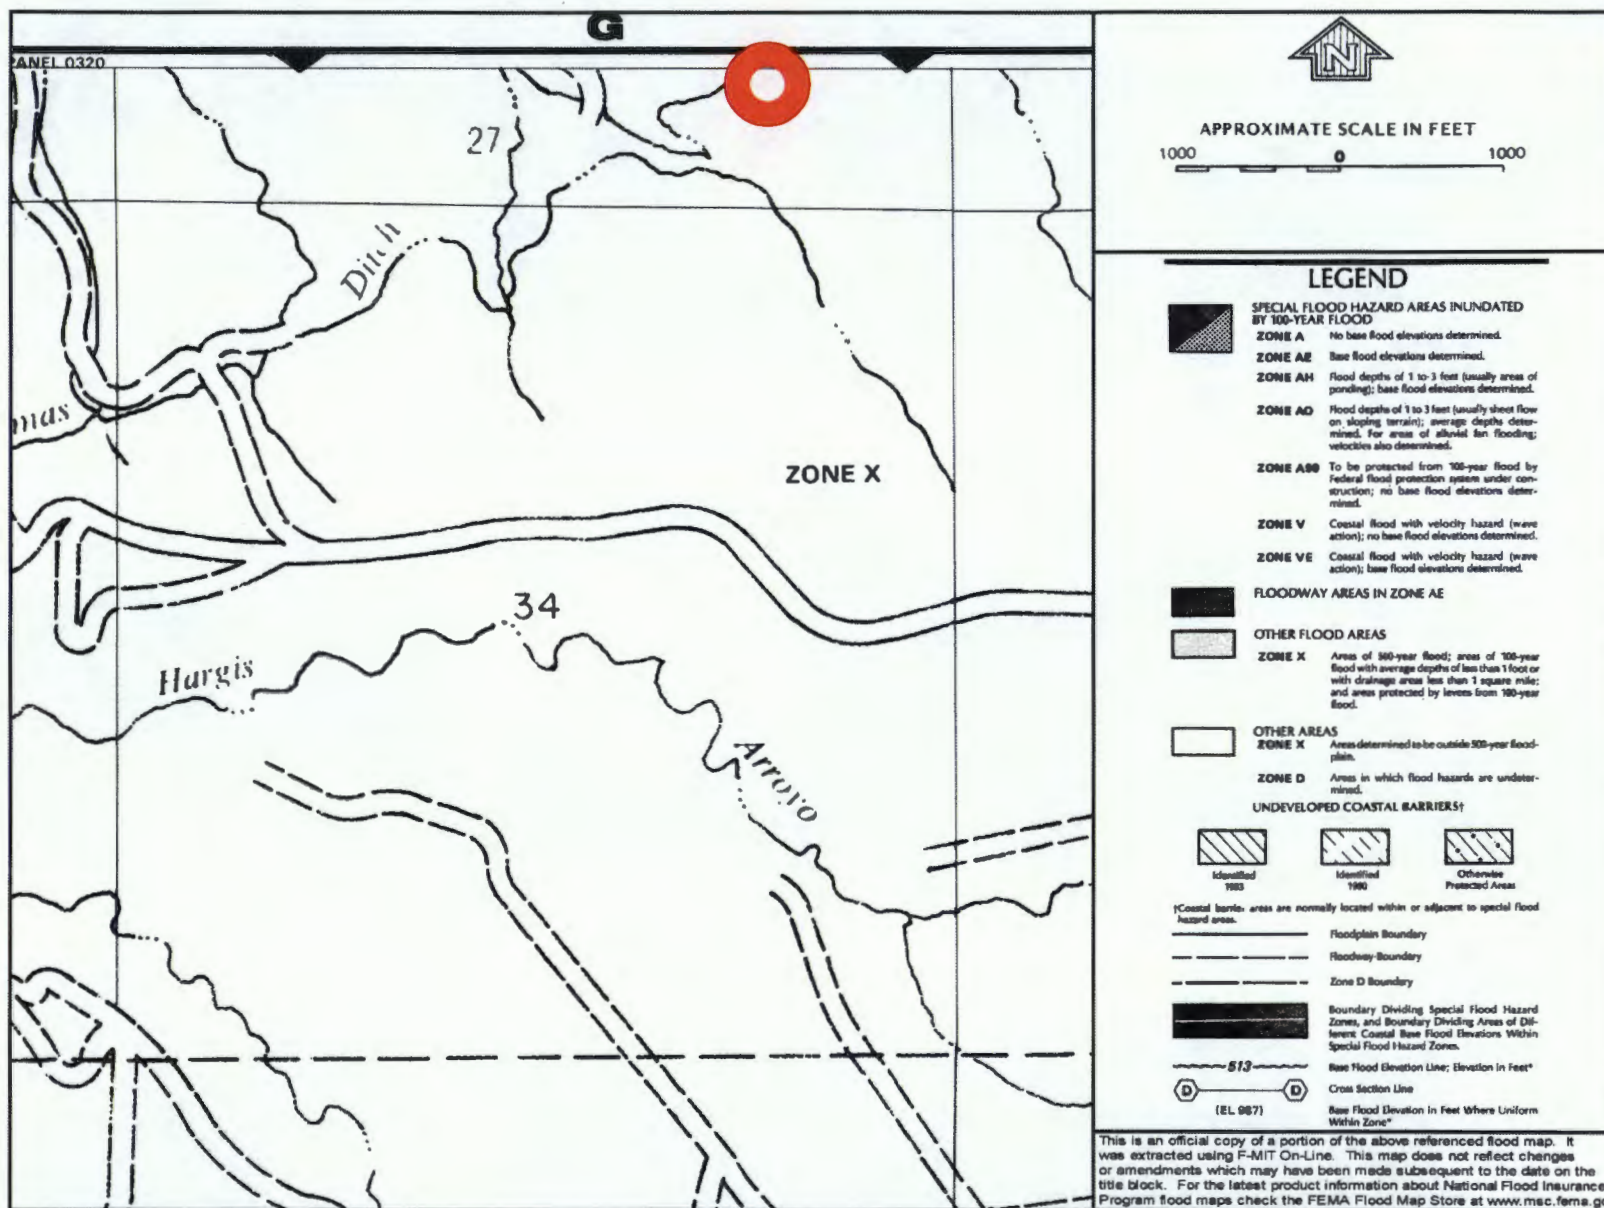 G
PANEL 0320
27
Ditch
mas
ZONE X
34
Hargis
Arroyo
N
APPROXIMATE SCALE IN FEET
1000 0 1000
LEGEND
SPECIAL FLOOD HAZARD AREAS INUNDATED
BY 100-YEAR FLOOD
ZONE A No base flood elevations determined.
ZONE AE Base flood elevations determined.
ZONE AH Flood depths of 1 to 3 feet (usually areas of
ponding); base flood elevations determined.
ZONE AO Flood depths of 1 to 3 feet (usually sheet flow
on sloping terrain); average depths deter-
mined. For areas of alluvial fan flooding;
velocities also determined.
ZONE A99 To be protected from 100-year flood by
Federal flood protection system under con-
struction; no base flood elevations deter-
mined.
ZONE V Coastal flood with velocity hazard (wave
action); no base flood elevations determined.
ZONE VE Coastal flood with velocity hazard (wave
action); base flood elevations determined.
FLOODWAY AREAS IN ZONE AE
OTHER FLOOD AREAS
ZONE X Areas of 500-year flood; areas of 100-year
flood with average depths of less than 1 foot or
with drainage areas less than 1 square mile;
and areas protected by levees from 100-year
flood.
OTHER AREAS
ZONE X Areas determined to be outside 500-year flood-
plain.
ZONE D Areas in which flood hazards are undeter-
mined.
UNDEVELOPED COASTAL BARRIERS†
Identified
1983
Identified
1990
Otherwise
Protected Areas
†Coastal barrier areas are normally located within or adjacent to special flood
hazard areas.
Floodplain Boundary
Floodway Boundary
Zone D Boundary
Boundary Dividing Special Flood Hazard
Zones, and Boundary Dividing Areas of Dif-
ferent Coastal Base Flood Elevations Within
Special Flood Hazard Zones.
513 Base Flood Elevation Line; Elevation in Feet*
D D Cross Section Line
(EL 987) Base Flood Elevation in Feet Where Uniform
Within Zone*
This is an official copy of a portion of the above referenced flood map. It
was extracted using F-MIT On-Line. This map does not reflect changes
or amendments which may have been made subsequent to the date on the
title block. For the latest product information about National Flood Insurance
Program flood maps check the FEMA Flood Map Store at www.msc.fema.go